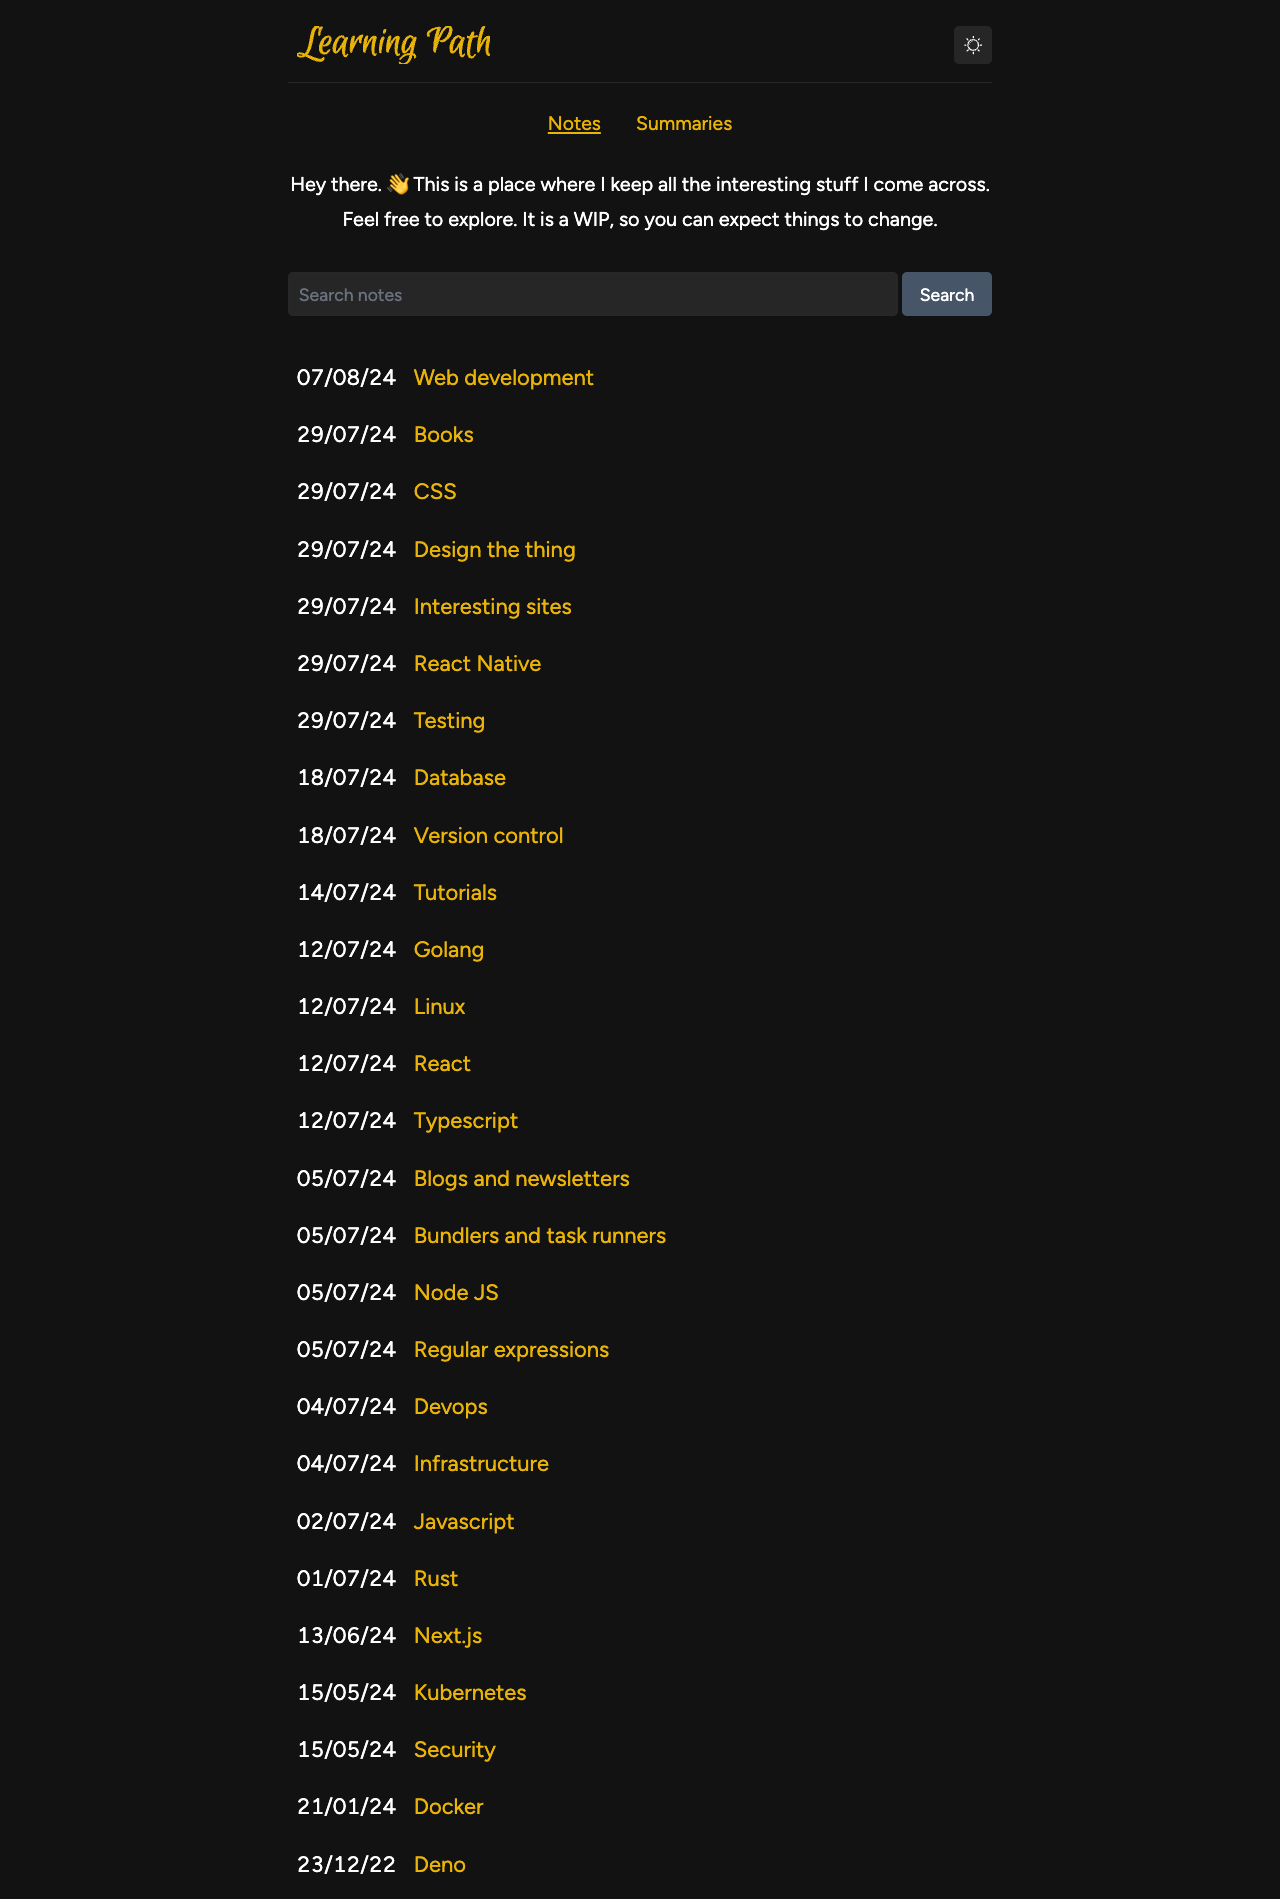 Learning Path
Notes Summaries
Hey there. 👋 This is a place where I keep all the interesting stuff I come across.
Feel free to explore. It is a WIP, so you can expect things to change.
Search notes Search
07/08/24 Web development
29/07/24 Books
29/07/24 CSS
29/07/24 Design the thing
29/07/24 Interesting sites
29/07/24 React Native
29/07/24 Testing
18/07/24 Database
18/07/24 Version control
14/07/24 Tutorials
12/07/24 Golang
12/07/24 Linux
12/07/24 React
12/07/24 Typescript
05/07/24 Blogs and newsletters
05/07/24 Bundlers and task runners
05/07/24 Node JS
05/07/24 Regular expressions
04/07/24 Devops
04/07/24 Infrastructure
02/07/24 Javascript
01/07/24 Rust
13/06/24 Next.js
15/05/24 Kubernetes
15/05/24 Security
21/01/24 Docker
23/12/22 Deno